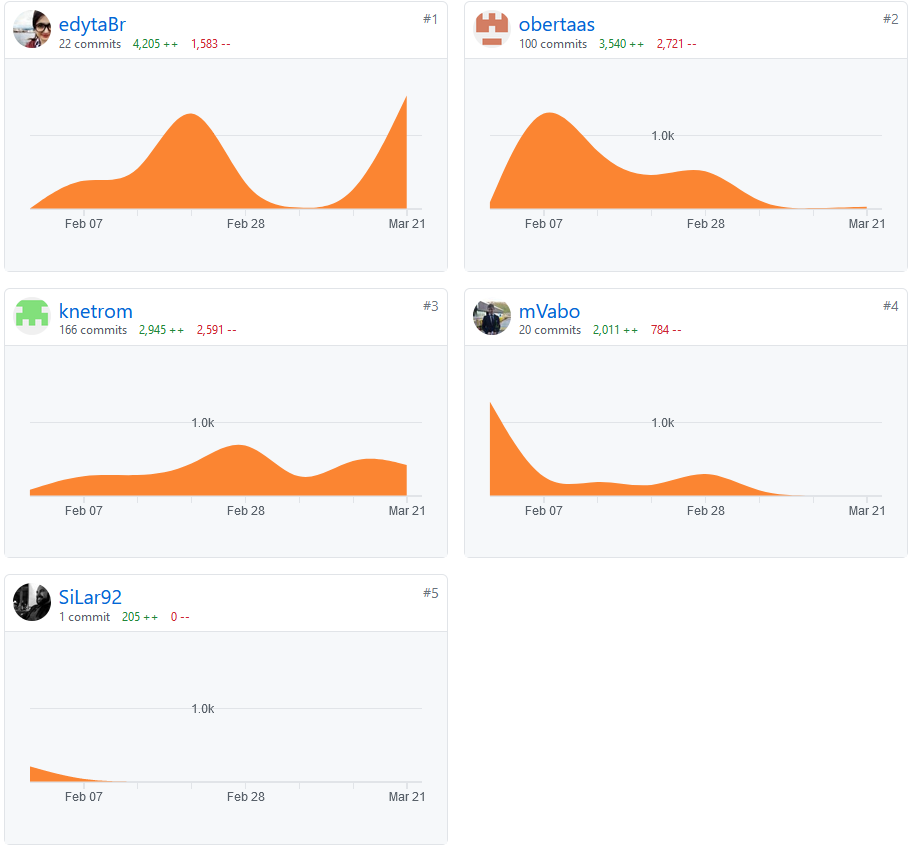 edytaBr #1
22 commits 4,205 ++ 1,583 --
Feb 07 Feb 28 Mar 21
obertaas #2
100 commits 3,540 ++ 2,721 --
1.0k
Feb 07 Feb 28 Mar 21
knetrom #3
166 commits 2,945 ++ 2,591 --
1.0k
Feb 07 Feb 28 Mar 21
mVabo #4
20 commits 2,011 ++ 784 --
1.0k
Feb 07 Feb 28 Mar 21
SiLar92 #5
1 commit 205 ++ 0 --
1.0k
Feb 07 Feb 28 Mar 21